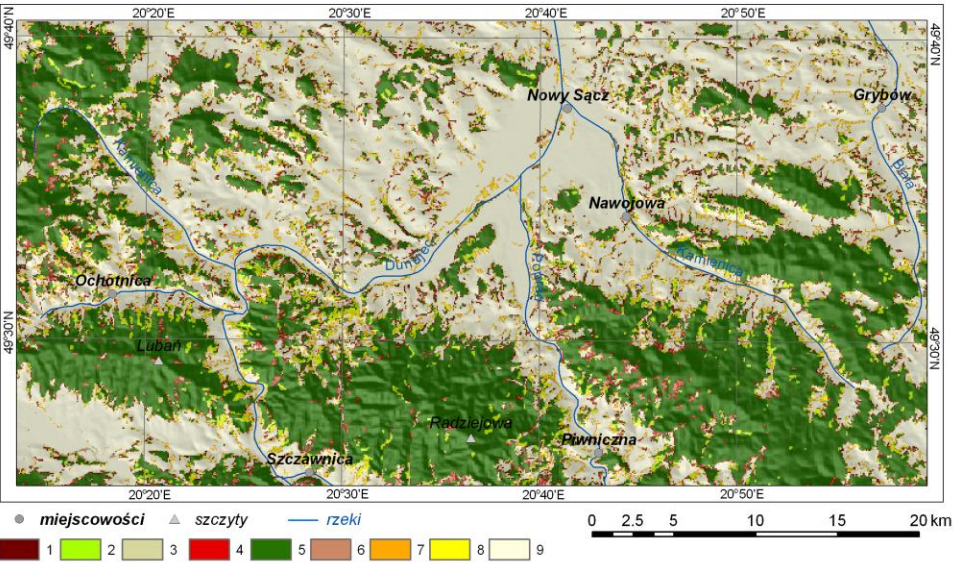 20°20'E 20°30'E 20°40'E 20°50'E
49°40'N 49°40'N
Nowy Sącz Grybów
Kamienica Biała
Nawojowa
Kamienica
Dunajec Poprad
Ochotnica
49°30'N 49°30'N
Lubań
Radziejowa
Piwniczna
Szczawnica
20°20'E 20°30'E 20°40'E 20°50'E
miejscowości szczyty rzeki
0 2.5 5 10 15 20 km
1 2 3 4 5 6 7 8 9